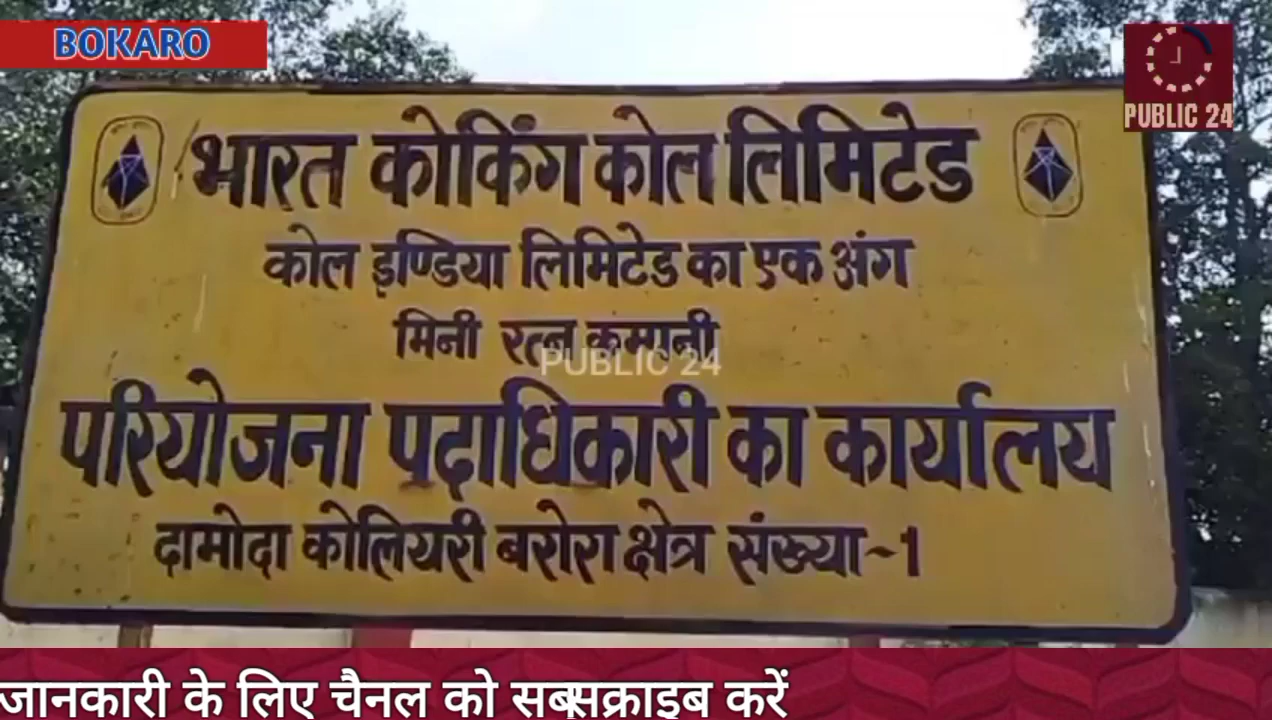 BOKARO
PUBLIC 24
भारत कोकिंग कोल लिमिटेड
कोल इण्डिया लिमिटेड का एक अंग
मिनी रत्न कम्पनी
PUBLIC 24
परियोजना पदाधिकारी का कार्यालय
दामोदा कोलियरी बरोरा क्षेत्र संख्या~1
जानकारी के लिए चैनल को सब्सक्राइब करें